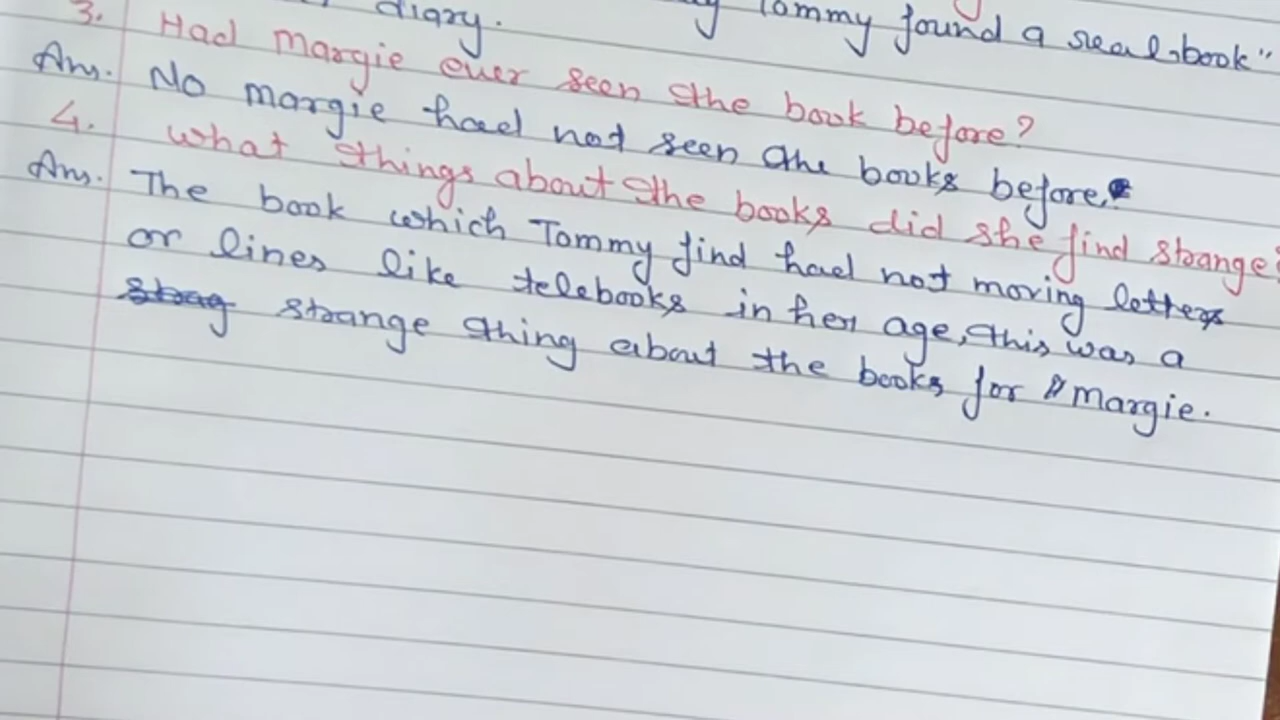 diary. Tommy found a real book"
3. Had Margie ever seen the book before?
Ans. No margie had not seen the books before.
4. what things about the books did she find strange?
Ans. The book which Tommy find had not moving letters
or lines like telebooks in her age, this was a
strange thing about the books for Margie.